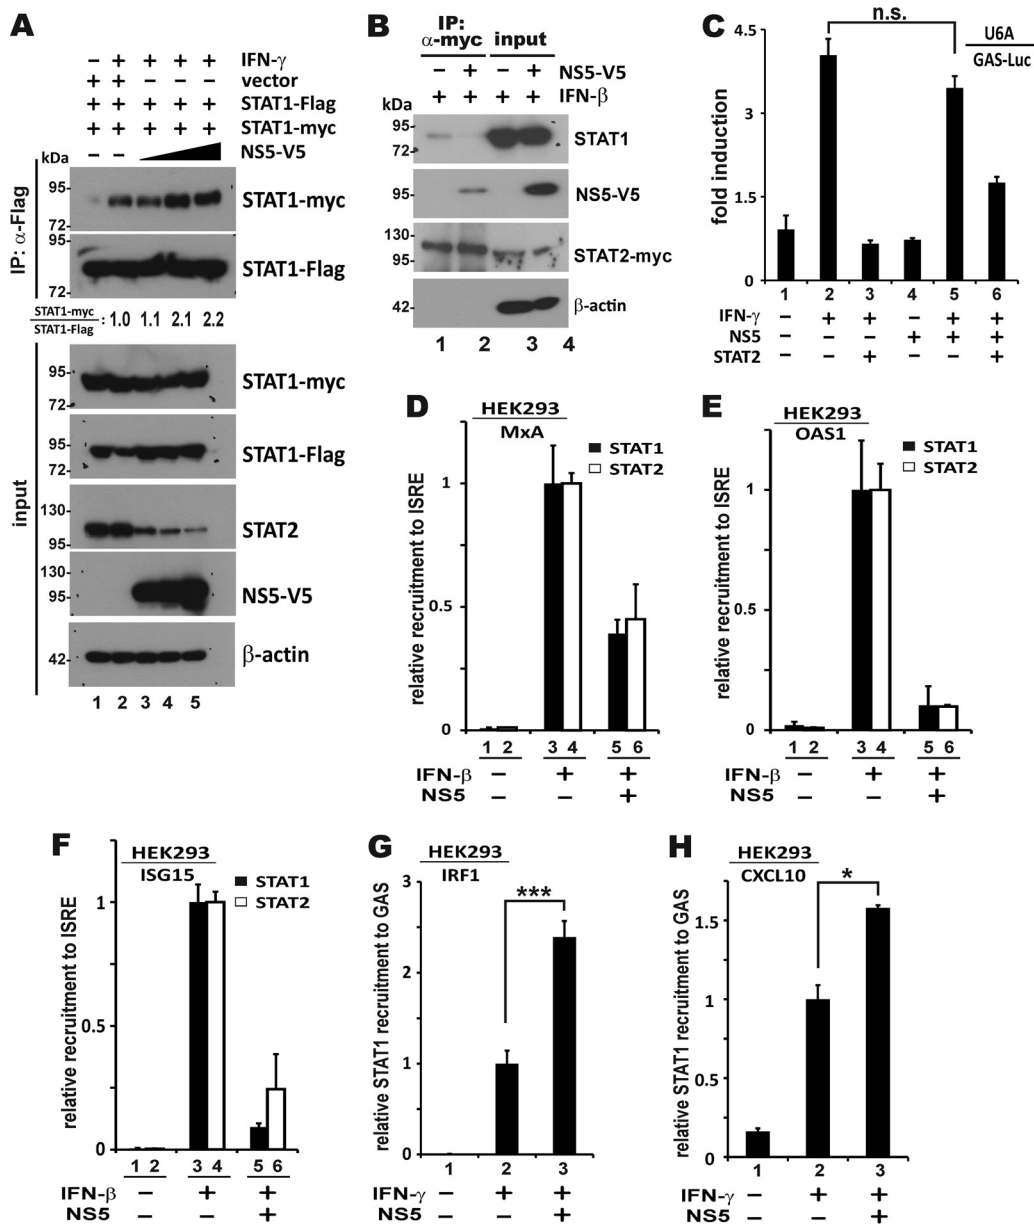 A
− + + + + IFN-γ
+ + − − − vector
+ + + + + STAT1-Flag
+ + + + + STAT1-myc
kDa − − NS5-V5
IP: α-Flag
95-
72-
STAT1-myc
95-
72-
STAT1-Flag
STAT1-myc
STAT1-Flag
: 1.0 1.1 2.1 2.2
input
95-
72-
STAT1-myc
95-
72-
STAT1-Flag
130-
95-
STAT2
130-
95-
NS5-V5
42-
β-actin
1 2 3 4 5
B
IP:
α-myc input
− + − + NS5-V5
+ + + + IFN-β
kDa
95-
72-
STAT1
95-
NS5-V5
130-
95-
STAT2-myc
42-
β-actin
1 2 3 4
C
n.s.
U6A
GAS-Luc
fold induction
4.5
3
1.5
0
1 2 3 4 5 6
IFN-γ − + + − + +
NS5 − − − + + +
STAT2 − − + − − +
D
HEK293
MxA
STAT1
STAT2
relative recruitment to ISRE
1
0.5
0
1 2 3 4 5 6
IFN-β − + +
NS5 − − +
E
HEK293
OAS1
STAT1
STAT2
relative recruitment to ISRE
1
0.5
0
1 2 3 4 5 6
IFN-β − + +
NS5 − − +
F
HEK293
ISG15
STAT1
STAT2
relative recruitment to ISRE
1
0.5
0
1 2 3 4 5 6
IFN-β − + +
NS5 − − +
G
HEK293
IRF1
***
relative STAT1 recruitment to GAS
3
2
1
0
1 2 3
IFN-γ − + +
NS5 − − +
H
HEK293
CXCL10
*
relative STAT1 recruitment to GAS
1.5
1
0.5
0
1 2 3
IFN-γ − + +
NS5 − − +